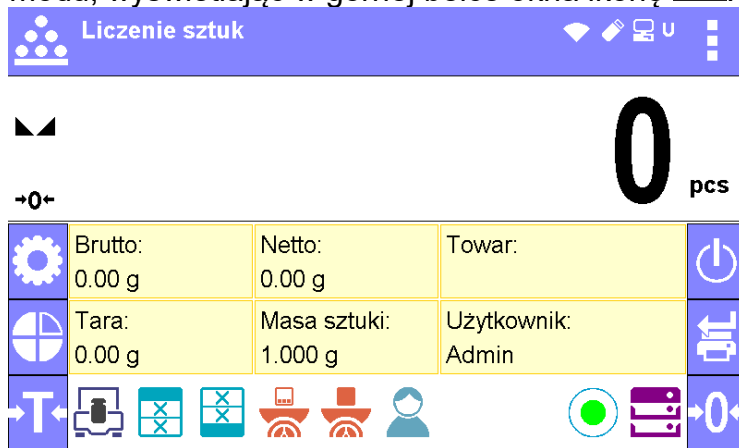 Liczenie sztuk
U
0
pcs
→0←
Brutto:
0.00 g
Netto:
0.00 g
Towar:
Tara:
0.00 g
Masa sztuki:
1.000 g
Użytkownik:
Admin
→T←
→0←